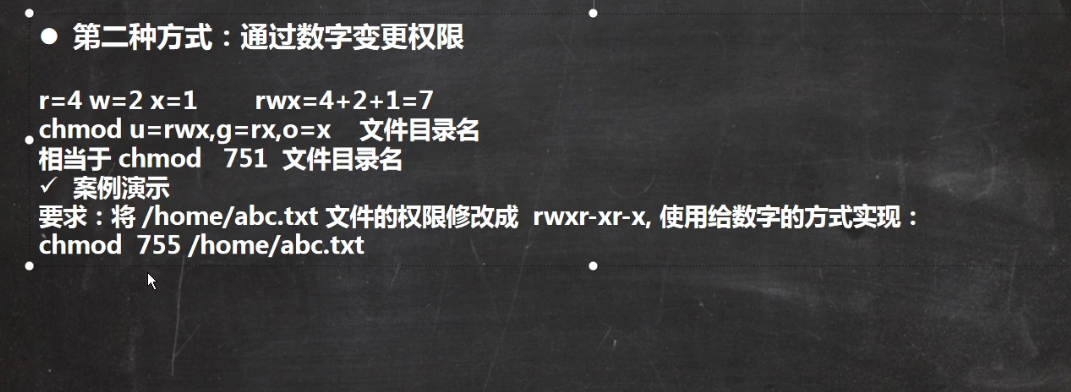 ● 第二种方式：通过数字变更权限
r=4 w=2 x=1 rwx=4+2+1=7
chmod u=rwx,g=rx,o=x 文件目录名
相当于 chmod 751 文件目录名
✓ 案例演示
要求：将 /home/abc.txt 文件的权限修改成 rwxr-xr-x, 使用给数字的方式实现：
chmod 755 /home/abc.txt